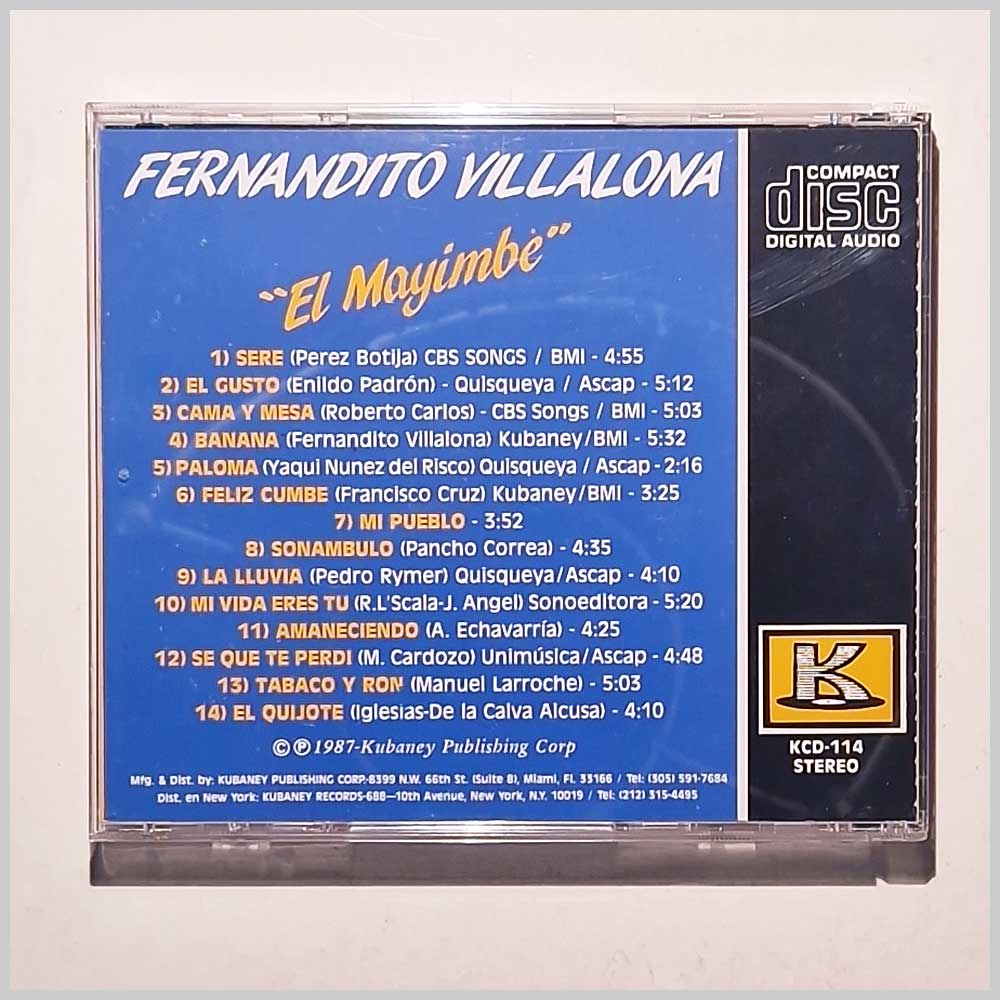 FERNANDITO VILLALONA
"El Mayimbe"
1) SERE (Perez Botija) CBS SONGS / BMI - 4:55
2) EL GUSTO (Enildo Padrón) - Quisqueya / Ascap - 5:12
3) CAMA Y MESA (Roberto Carlos) - CBS Songs / BMI - 5:03
4) BANANA (Fernandito Villalona) Kubaney/BMI - 5:32
5) PALOMA (Yaqui Nunez del Risco) Quisqueya / Ascap - 2:16
6) FELIZ CUMBE (Francisco Cruz) Kubaney/BMI - 3:25
7) MI PUEBLO - 3:52
8) SONAMBULO (Pancho Correa) - 4:35
9) LA LLUVIA (Pedro Rymer) Quisqueya/Ascap - 4:10
10) MI VIDA ERES TU (R.L'Scala-J. Angel) Sonoeditora - 5:20
11) AMANECIENDO (A. Echavarría) - 4:25
12) SE QUE TE PERDI (M. Cardozo) Unimúsica/Ascap - 4:48
13) TABACO Y RON (Manuel Larroche) - 5:03
14) EL QUIJOTE (Iglesias-De la Calva Alcusa) - 4:10
© ℗ 1987-Kubaney Publishing Corp
Mfg. & Dist. by: KUBANEY PUBLISHING CORP-8399 N.W. 66th St. (Suite 8), Miami, FL 33166 / Tel: (305) 591-7684
Dist. en New York: KUBANEY RECORDS-688—10th Avenue, New York, N.Y. 10019 / Tel: (212) 315-4495
COMPACT
disc
DIGITAL AUDIO
K
KCD-114
STEREO